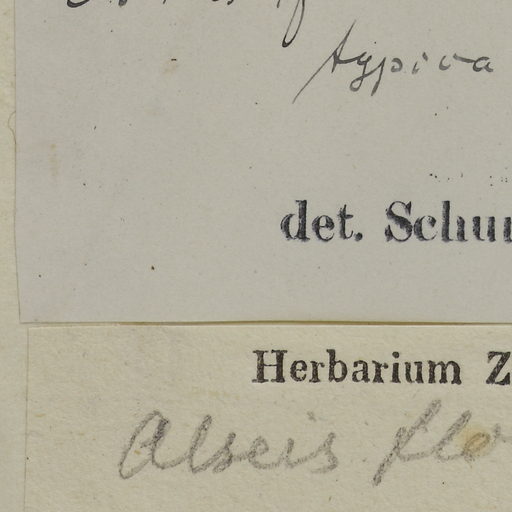 typica
det. Schu
Herbarium Z
Alseis flo